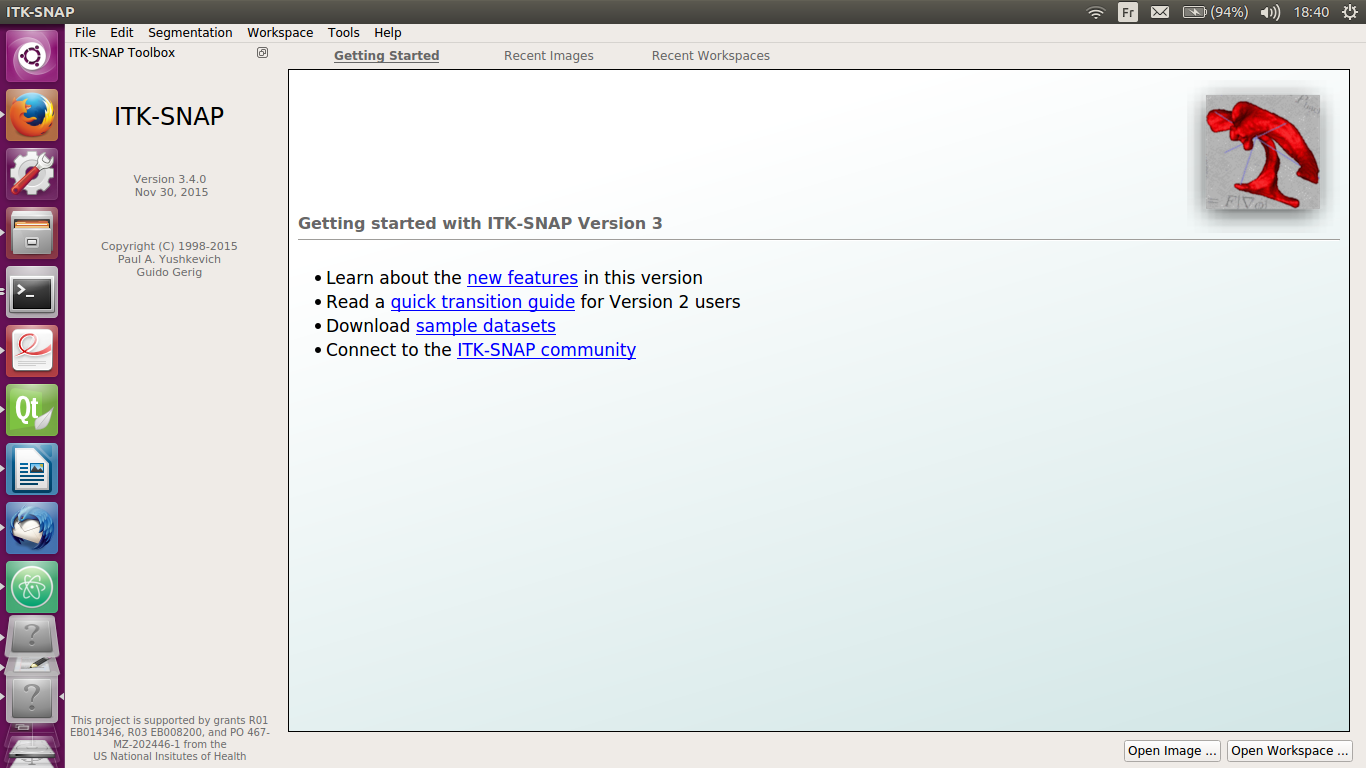 ITK-SNAP
Fr
(94%)
18:40
File Edit Segmentation Workspace Tools Help
ITK-SNAP Toolbox
Getting Started Recent Images Recent Workspaces
ITK-SNAP
Version 3.4.0
Nov 30, 2015
Copyright (C) 1998-2015
Paul A. Yushkevich
Guido Gerig
This project is supported by grants R01
EB014346, R03 EB008200, and PO 467-
MZ-202446-1 from the
US National Insitutes of Health
Getting started with ITK-SNAP Version 3
•Learn about the new features in this version
•Read a quick transition guide for Version 2 users
•Download sample datasets
•Connect to the ITK-SNAP community
Qt
Open Image ... Open Workspace ...